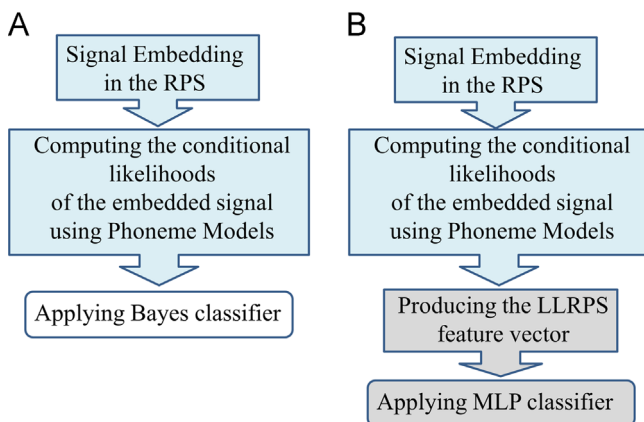 A
Signal Embedding
in the RPS
Computing the conditional
likelihoods
of the embedded signal
using Phoneme Models
Applying Bayes classifier
B
Signal Embedding
in the RPS
Computing the conditional
likelihoods
of the embedded signal
using Phoneme Models
Producing the LLRPS
feature vector
Applying MLP classifier